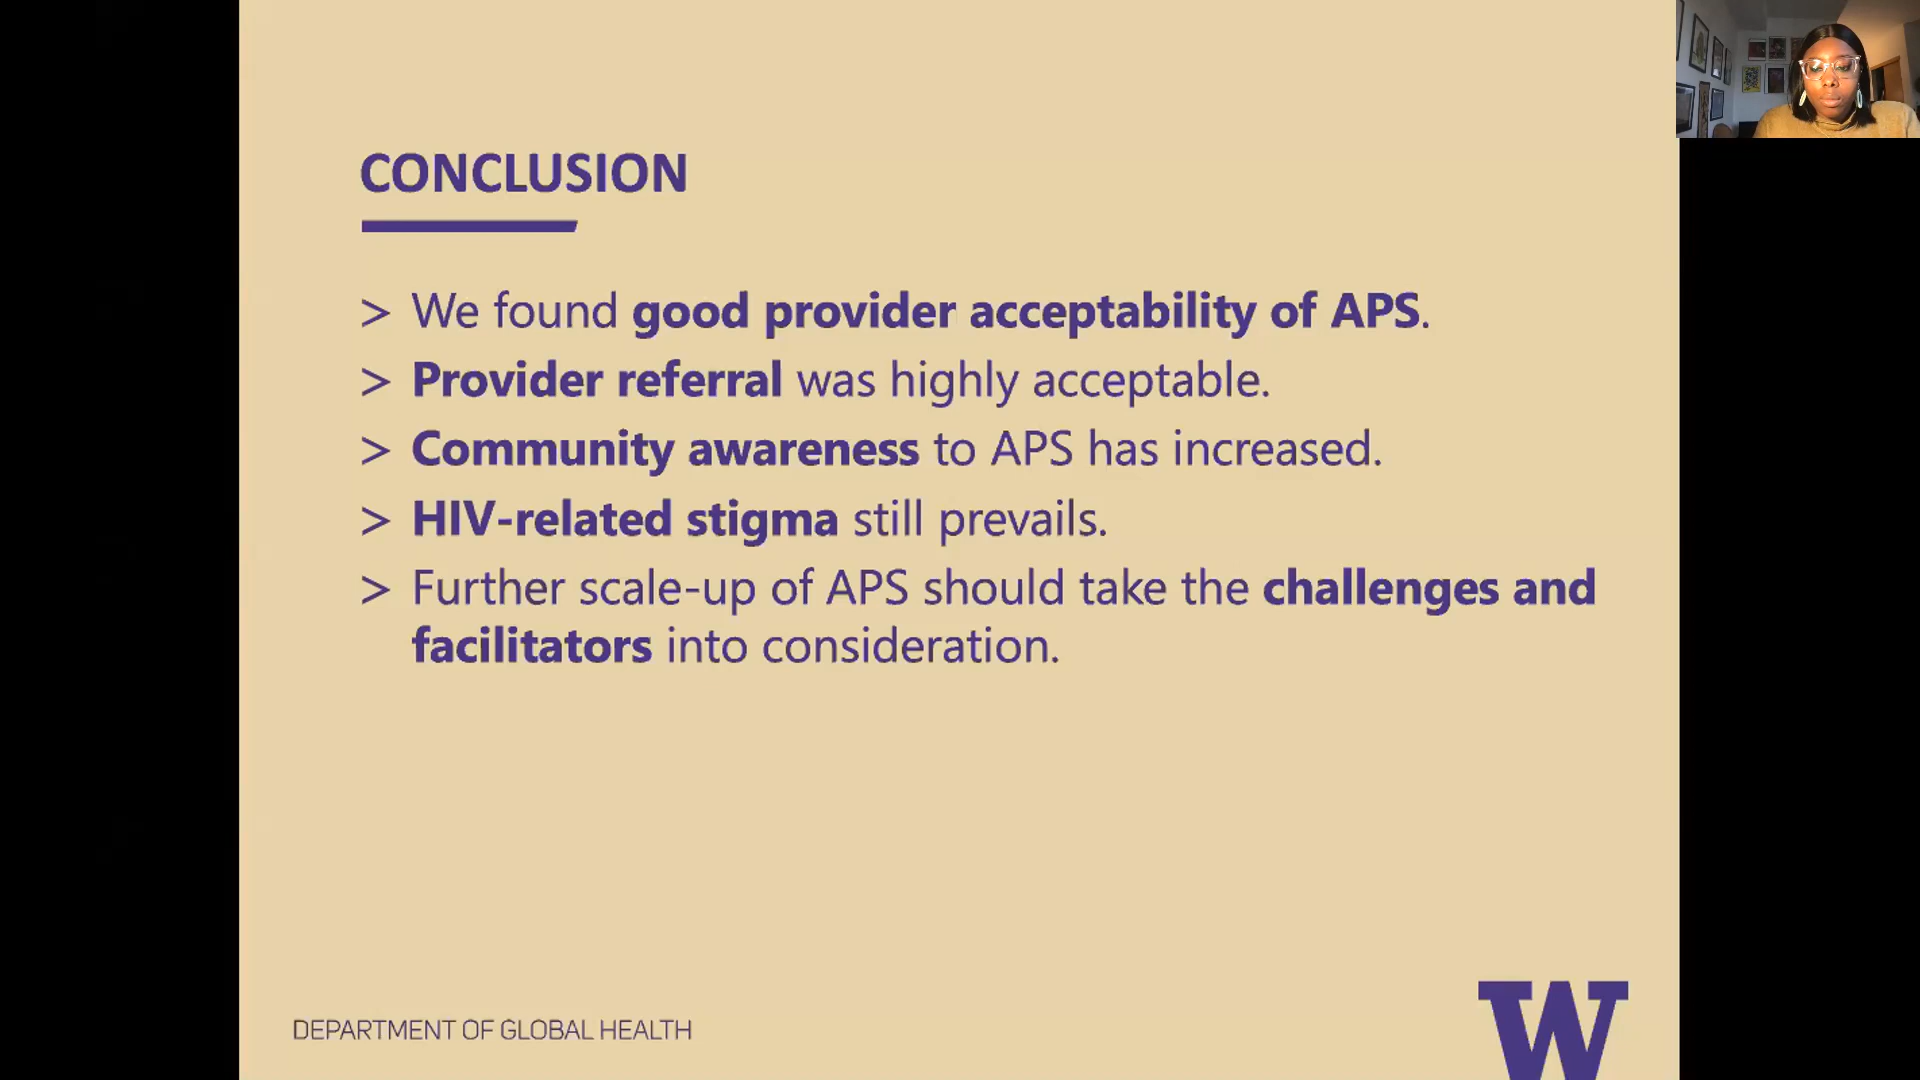 CONCLUSION
> We found good provider acceptability of APS.
> Provider referral was highly acceptable.
> Community awareness to APS has increased.
> HIV-related stigma still prevails.
> Further scale-up of APS should take the challenges and
facilitators into consideration.
DEPARTMENT OF GLOBAL HEALTH
W